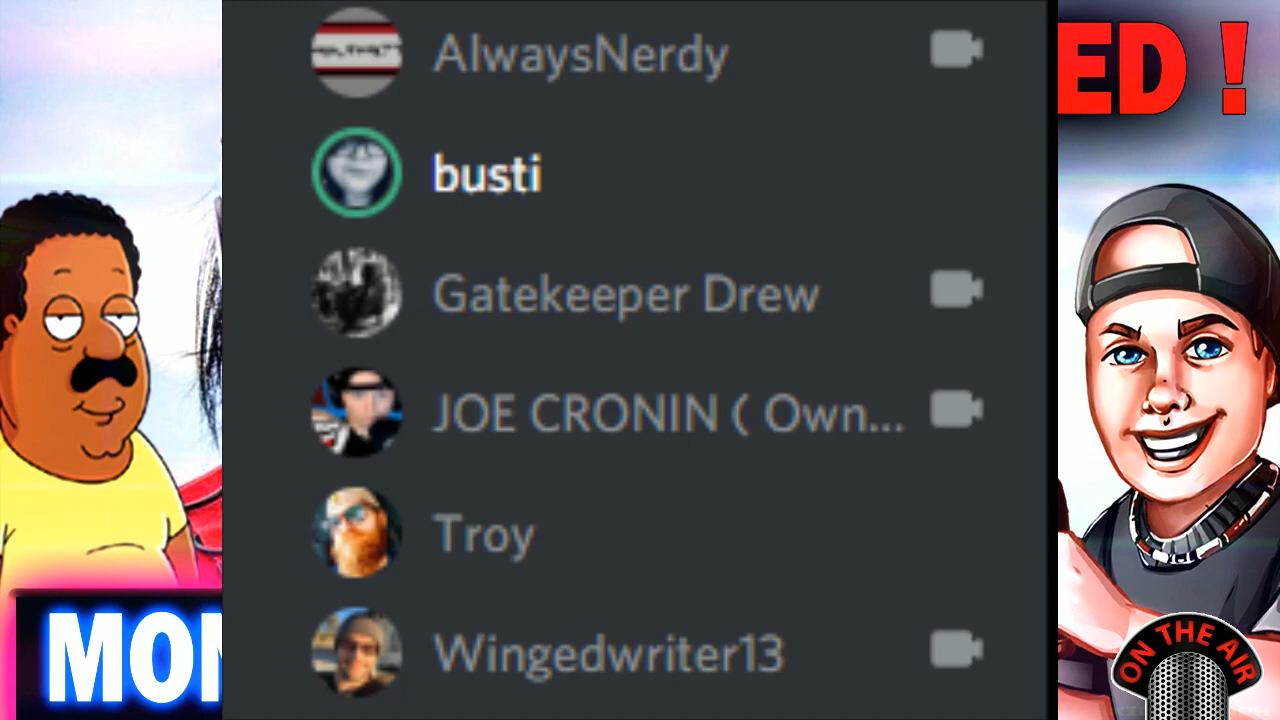 AlwaysNerdy
ED !
busti
Gatekeeper Drew
JOE CRONIN ( Own...
Troy
MON
Wingedwriter13
ON THE AIR